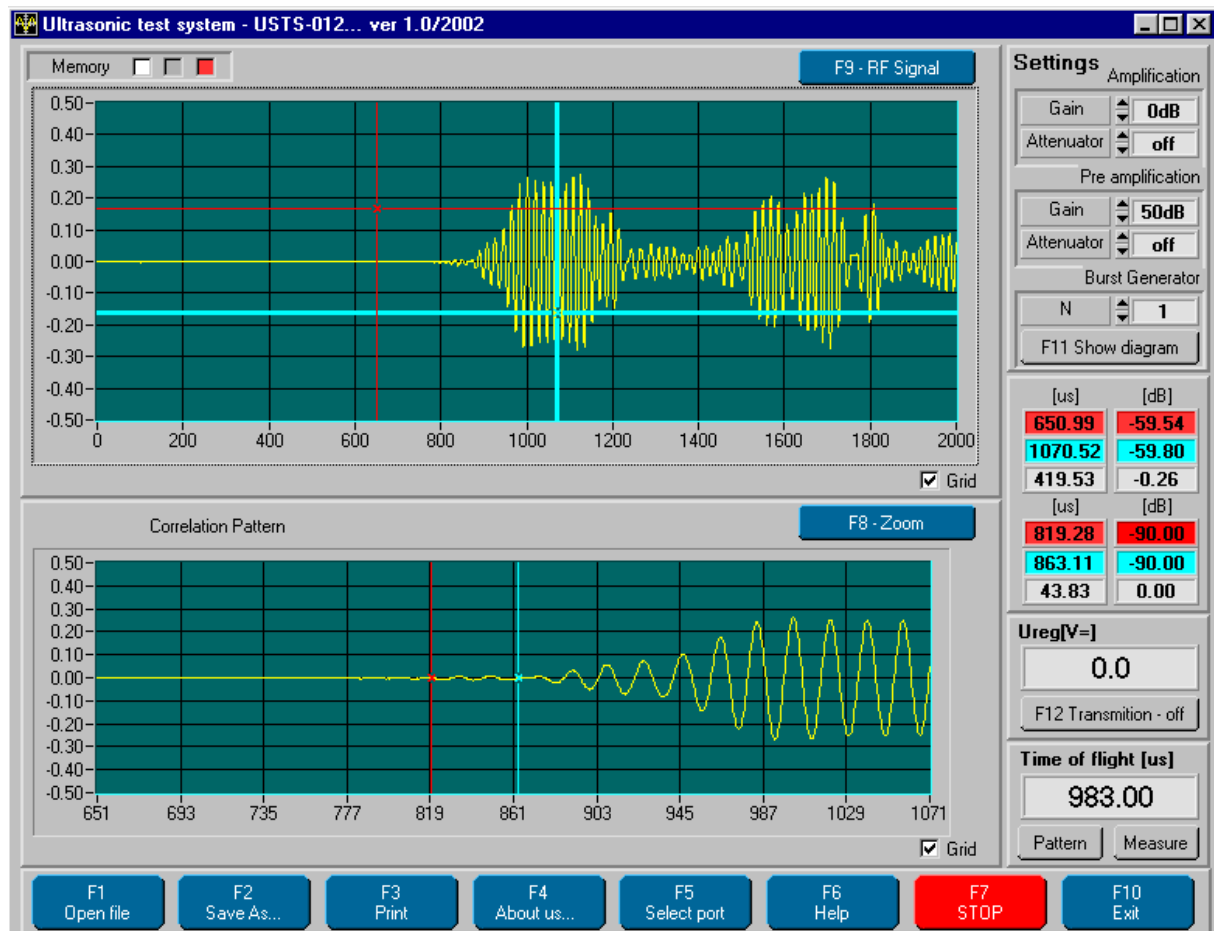 Ultrasonic test system - USTS-012... ver 1.0/2002
Memory
F9 - RF Signal
0.50
0.40
0.30
0.20
0.10
0.00
-0.10
-0.20
-0.30
-0.40
-0.50
0 200 400 600 800 1000 1200 1400 1600 1800 2000
Grid
Correlation Pattern
F8 - Zoom
0.50
0.40
0.30
0.20
0.10
0.00
-0.10
-0.20
-0.30
-0.40
-0.50
651 693 735 777 819 861 903 945 987 1029 1071
Grid
Settings
Amplification
Gain 0dB
Attenuator off
Pre amplification
Gain 50dB
Attenuator off
Burst Generator
N 1
F11 Show diagram
[us] [dB]
650.99 -59.54
1070.52 -59.80
419.53 -0.26
[us] [dB]
819.28 -90.00
863.11 -90.00
43.83 0.00
Ureg[V=]
0.0
F12 Transmition - off
Time of flight [us]
983.00
Pattern Measure
F1 Open file
F2 Save As...
F3 Print
F4 About us...
F5 Select port
F6 Help
F7 STOP
F10 Exit